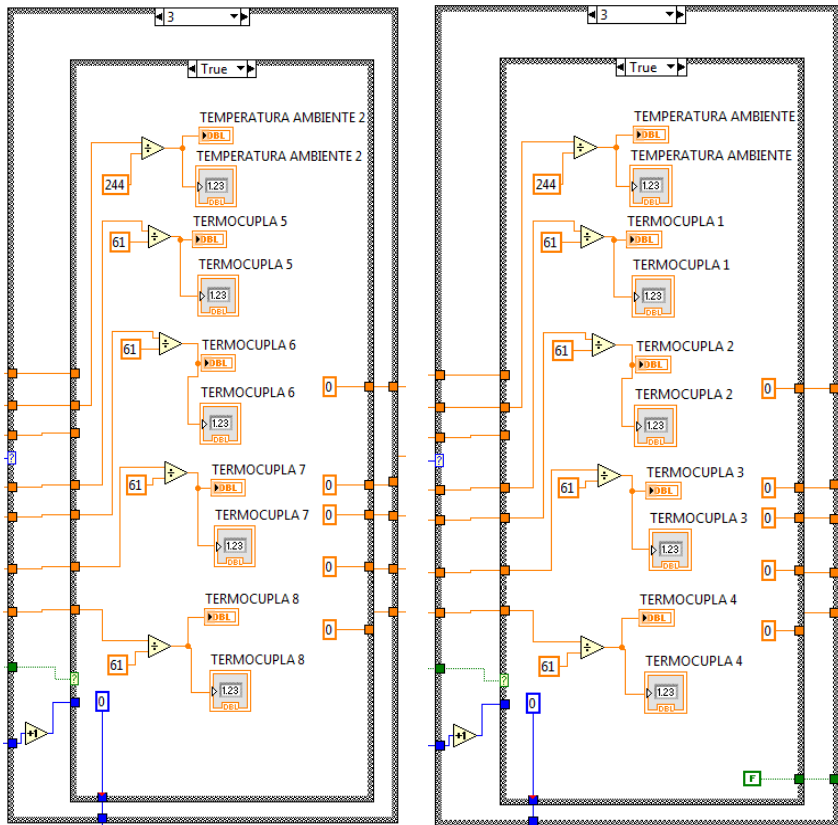 3
True
TEMPERATURA AMBIENTE 2
DBL
TEMPERATURA AMBIENTE 2
244
1.23
DBL
TERMOCUPLA 5
61
DBL
TERMOCUPLA 5
1.23
DBL
TERMOCUPLA 6
61
DBL
TERMOCUPLA 6
0
1.23
DBL
TERMOCUPLA 7
61
DBL
0
TERMOCUPLA 7
0
1.23
DBL
0
TERMOCUPLA 8
DBL
0
61
TERMOCUPLA 8
1.23
DBL
?
?
0
+1
3
True
TEMPERATURA AMBIENTE
DBL
TEMPERATURA AMBIENTE
244
1.23
DBL
TERMOCUPLA 1
61
DBL
TERMOCUPLA 1
1.23
DBL
TERMOCUPLA 2
61
DBL
TERMOCUPLA 2
0
1.23
DBL
TERMOCUPLA 3
61
DBL
0
TERMOCUPLA 3
0
1.23
DBL
0
TERMOCUPLA 4
DBL
0
61
TERMOCUPLA 4
1.23
DBL
?
?
0
+1
F